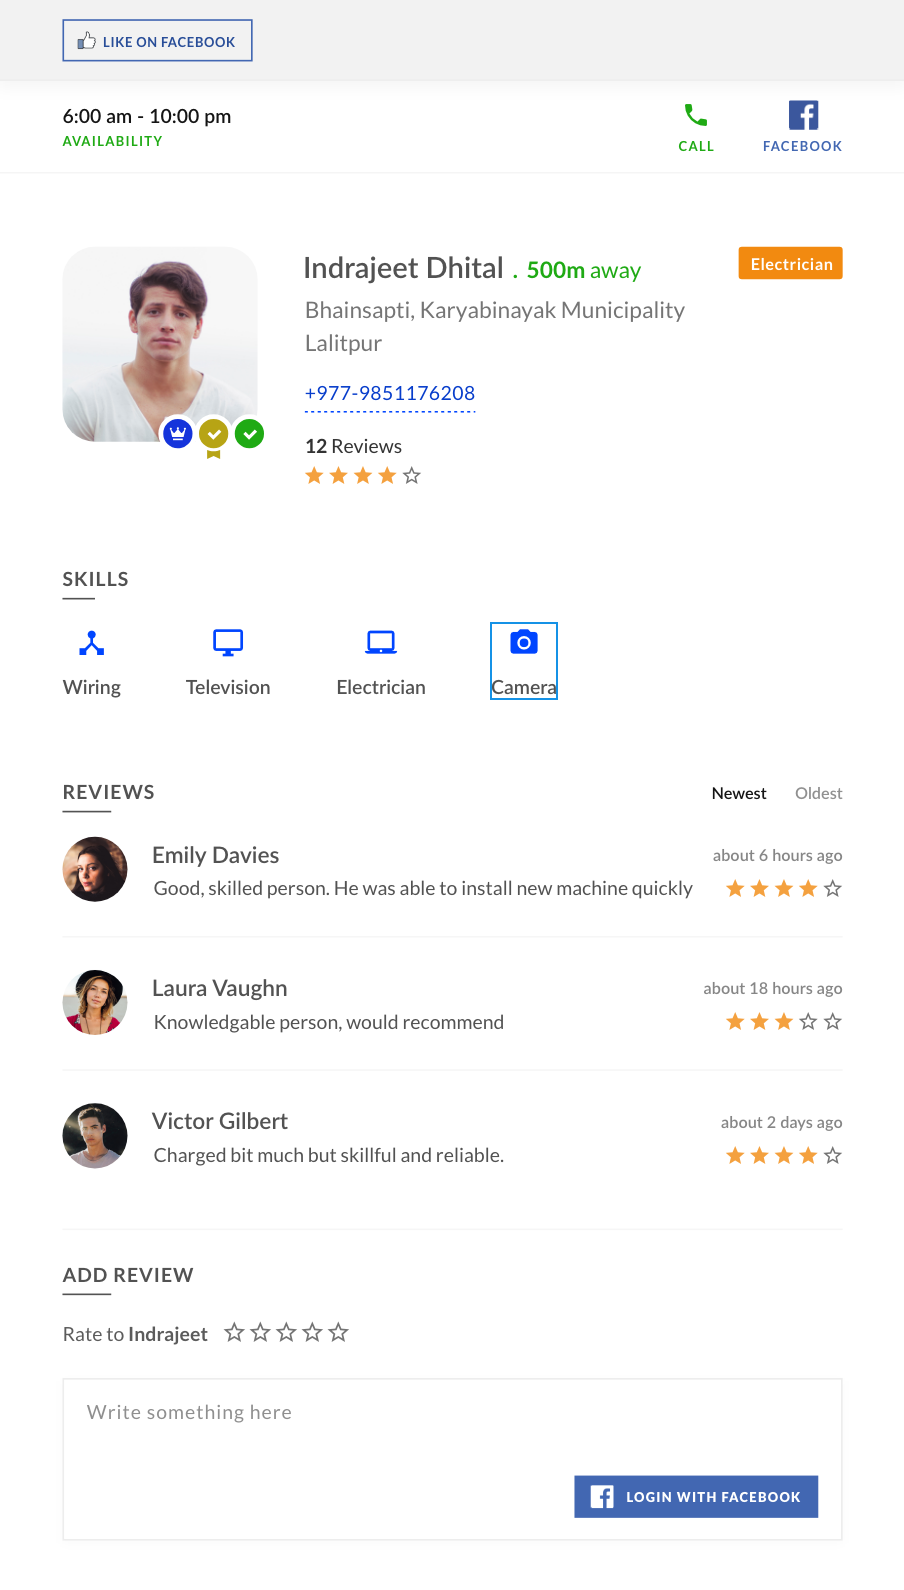 LIKE ON FACEBOOK
6:00 am - 10:00 pm
AVAILABILITY
CALL
FACEBOOK
Indrajeet Dhital . 500m away
Electrician
Bhainsapti, Karyabinayak Municipality
Lalitpur
+977-9851176208
12 Reviews
SKILLS
Wiring
Television
Electrician
Camera
REVIEWS
Newest
Oldest
Emily Davies
about 6 hours ago
Good, skilled person. He was able to install new machine quickly
Laura Vaughn
about 18 hours ago
Knowledgable person, would recommend
Victor Gilbert
about 2 days ago
Charged bit much but skillful and reliable.
ADD REVIEW
Rate to Indrajeet
Write something here
LOGIN WITH FACEBOOK